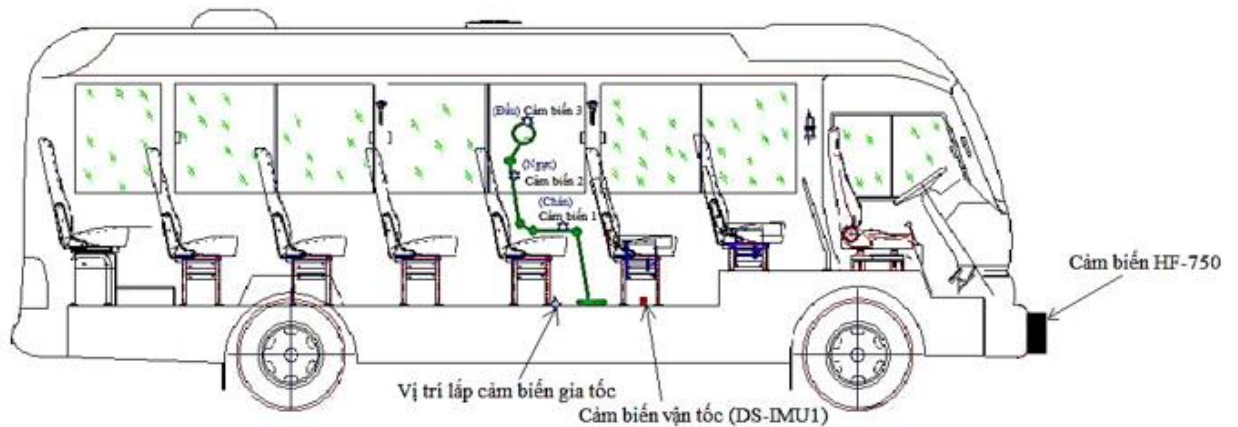 (Đầu) Cảm biến 3
(Ngực)
Cảm biến 2
(Chân)
Cảm biến 1
Cảm biến HF-750
Vị trí lắp cảm biến gia tốc
Cảm biến vận tốc (DS-IMU1)